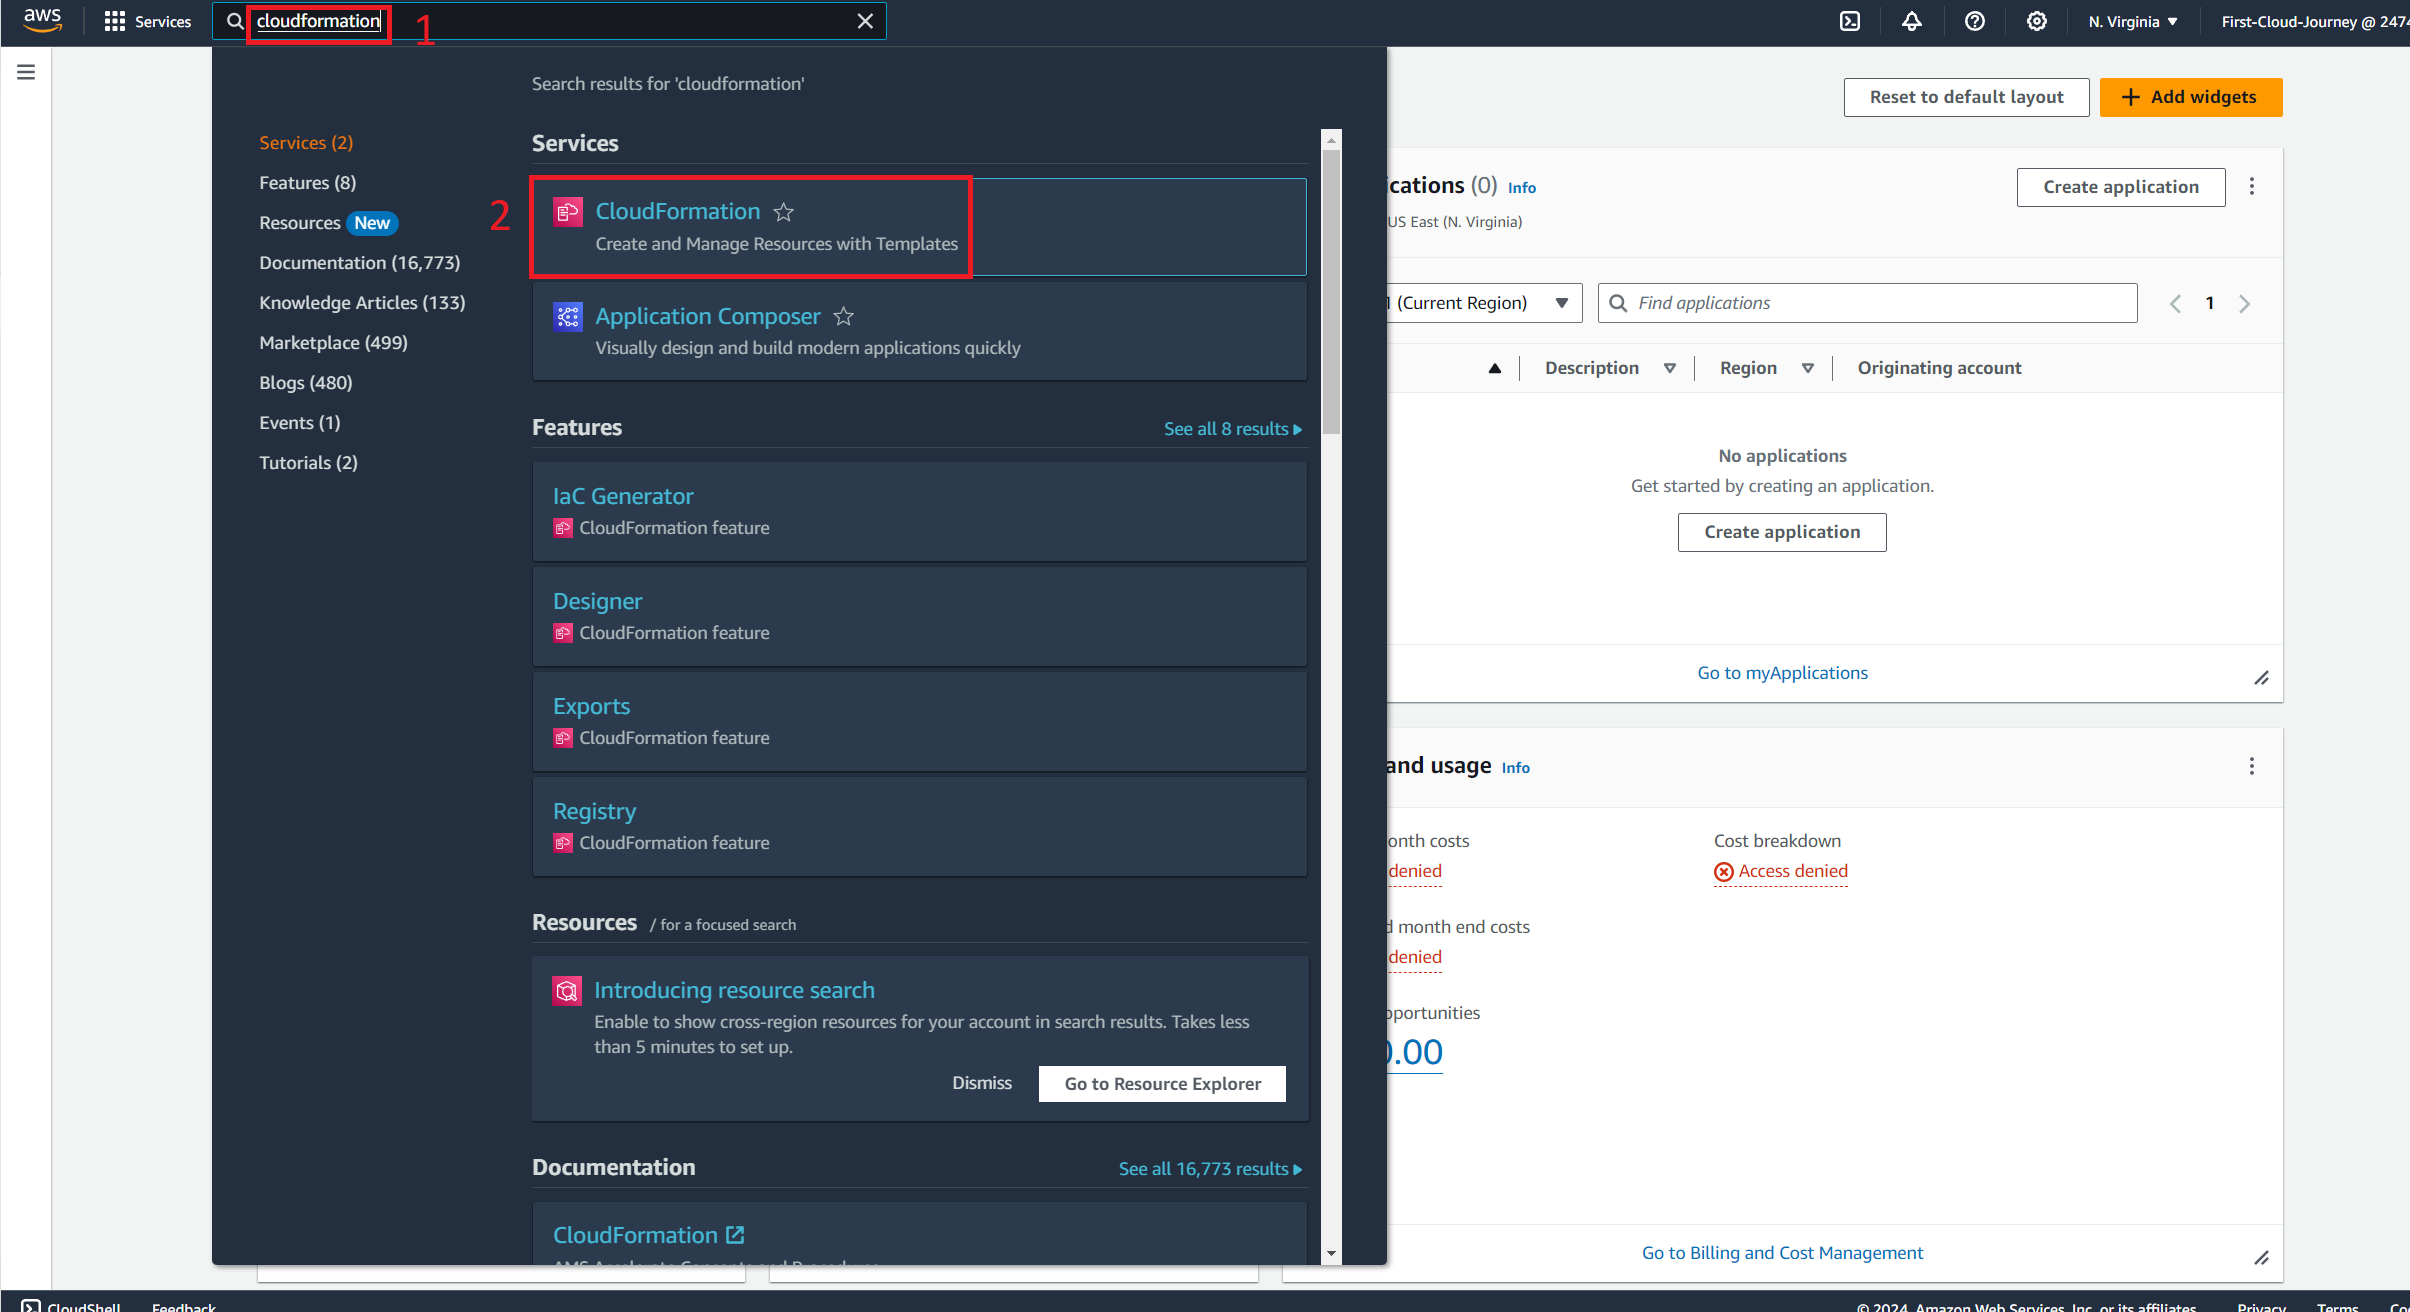 aws
Services
cloudformation
1
N. Virginia
First-Cloud-Journey @ 2474
Search results for 'cloudformation'
Services (2)
Features (8)
Resources New
Documentation (16,773)
Knowledge Articles (133)
Marketplace (499)
Blogs (480)
Events (1)
Tutorials (2)
Services
2
CloudFormation
Create and Manage Resources with Templates
Application Composer
Visually design and build modern applications quickly
Features
See all 8 results
IaC Generator
CloudFormation feature
Designer
CloudFormation feature
Exports
CloudFormation feature
Registry
CloudFormation feature
Resources / for a focused search
Introducing resource search
Enable to show cross-region resources for your account in search results. Takes less
than 5 minutes to set up.
Dismiss
Go to Resource Explorer
Documentation
See all 16,773 results
CloudFormation
Reset to default layout
Add widgets
ications (0) Info
US East (N. Virginia)
Create application
1 (Current Region)
Find applications
1
Description
Region
Originating account
No applications
Get started by creating an application.
Create application
Go to myApplications
and usage Info
onth costs
denied
Cost breakdown
Access denied
d month end costs
denied
pportunities
0.00
Go to Billing and Cost Management
CloudShell
Feedback
© 2024, Amazon Web Services, Inc. or its affiliates.
Privacy
Terms